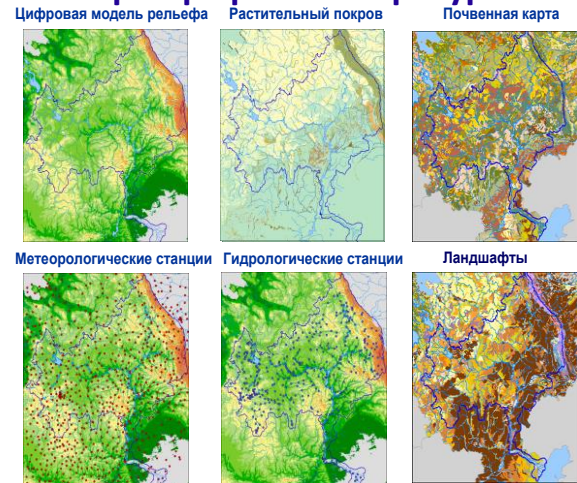 Цифровая модель рельефа
Растительный покров
Почвенная карта
Метеорологические станции
Гидрологические станции
Ландшафты